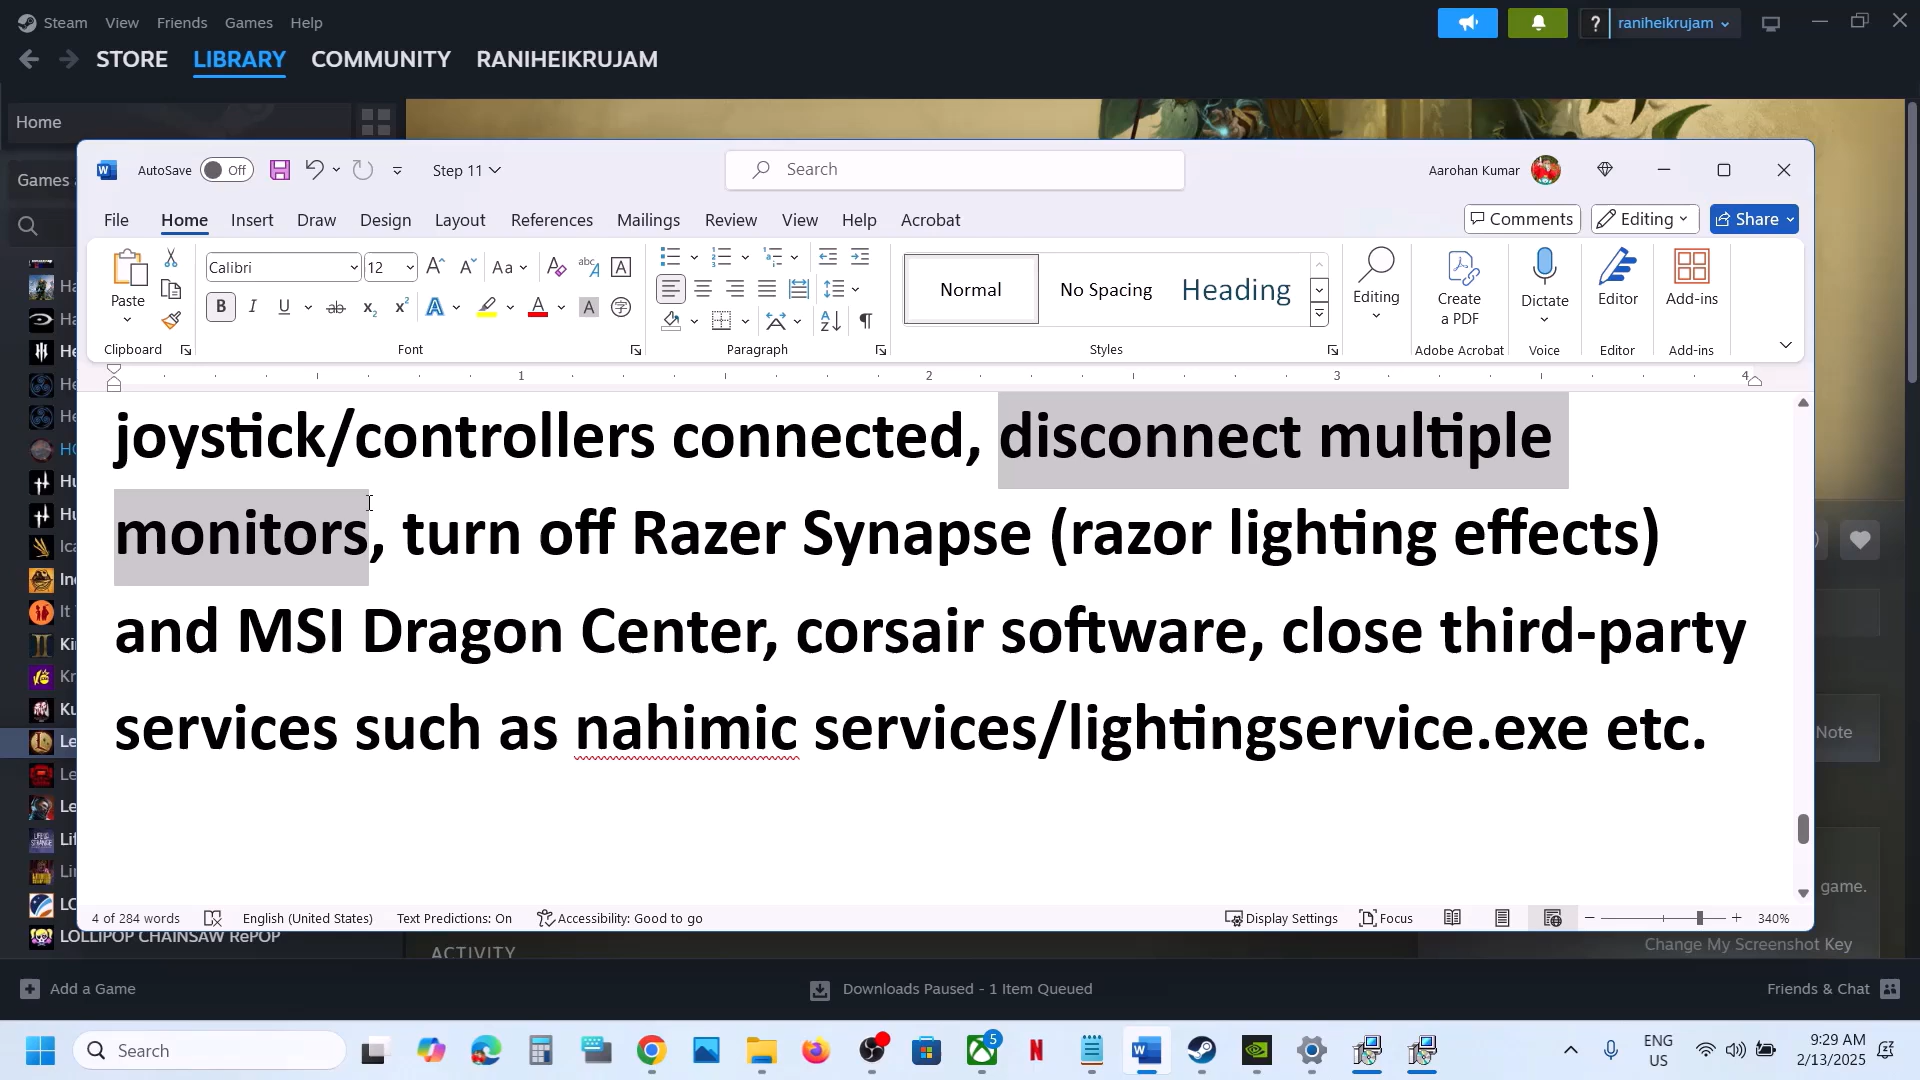 Steam View Friends Games Help
raniheikrujam
STORE LIBRARY COMMUNITY RANIHEIKRUJAM
Home
Games
AutoSave Off Step 11 Search Aarohan Kumar
File Home Insert Draw Design Layout References Mailings Review View Help Acrobat Comments Editing Share
Calibri 12 Aa
Paste
Normal No Spacing Heading
Editing Create a PDF Dictate Editor Add-ins
Clipboard Font Paragraph Styles Adobe Acrobat Voice Editor Add-ins
1 2 3 4
joystick/controllers connected, disconnect multiple
monitors, turn off Razer Synapse (razor lighting effects)
and MSI Dragon Center, corsair software, close third-party
services such as nahimic services/lightingservice.exe etc.
Note
game.
4 of 284 words English (United States) Text Predictions: On Accessibility: Good to go Display Settings Focus 340%
LOLLIPOP CHAINSAW RePOP
ACTIVITY
Change My Screenshot Key
Add a Game Downloads Paused - 1 Item Queued Friends & Chat
Search
5
ENG
US
9:29 AM
2/13/2025